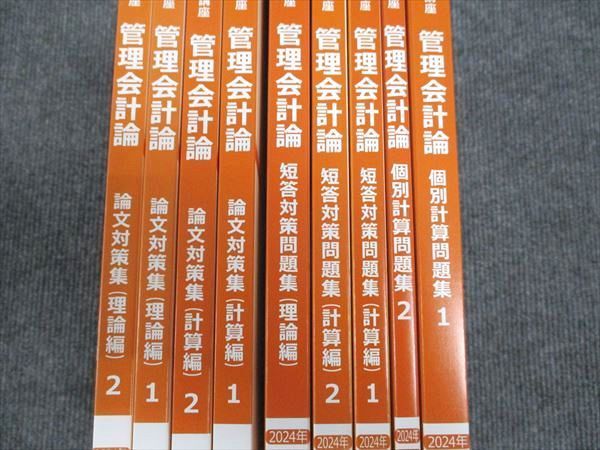 座
管理会計論
論文対策集(理論編)
2
座
管理会計論
論文対策集(理論編)
1
講座
管理会計論
論文対策集(計算編)
2
座
管理会計論
論文対策集(計算編)
1
座
管理会計論
短答対策問題集(理論編)
2024年
座
管理会計論
短答対策問題集(計算編)
2
2024年
座
管理会計論
短答対策問題集(計算編)
1
2024年
座
管理会計論
個別計算問題集
2
2024年
講座
管理会計論
個別計算問題集
1
2024年